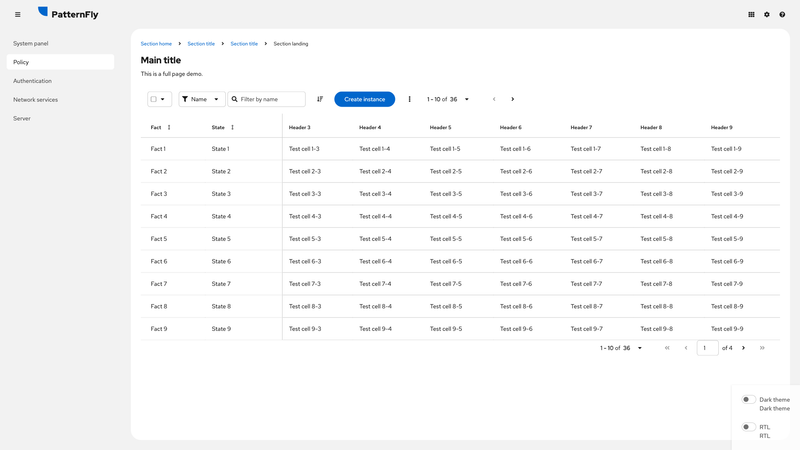 PatternFly
System panel
Policy
Authentication
Network services
Server
Section home Section title Section title Section landing
Main title
This is a full page demo.
Name Filter by name Create instance 1 - 10 of 36
Fact State Header 3 Header 4 Header 5 Header 6 Header 7 Header 8 Header 9
Fact 1 State 1 Test cell 1-3 Test cell 1-4 Test cell 1-5 Test cell 1-6 Test cell 1-7 Test cell 1-8 Test cell 1-9
Fact 2 State 2 Test cell 2-3 Test cell 2-4 Test cell 2-5 Test cell 2-6 Test cell 2-7 Test cell 2-8 Test cell 2-9
Fact 3 State 3 Test cell 3-3 Test cell 3-4 Test cell 3-5 Test cell 3-6 Test cell 3-7 Test cell 3-8 Test cell 3-9
Fact 4 State 4 Test cell 4-3 Test cell 4-4 Test cell 4-5 Test cell 4-6 Test cell 4-7 Test cell 4-8 Test cell 4-9
Fact 5 State 5 Test cell 5-3 Test cell 5-4 Test cell 5-5 Test cell 5-6 Test cell 5-7 Test cell 5-8 Test cell 5-9
Fact 6 State 6 Test cell 6-3 Test cell 6-4 Test cell 6-5 Test cell 6-6 Test cell 6-7 Test cell 6-8 Test cell 6-9
Fact 7 State 7 Test cell 7-3 Test cell 7-4 Test cell 7-5 Test cell 7-6 Test cell 7-7 Test cell 7-8 Test cell 7-9
Fact 8 State 8 Test cell 8-3 Test cell 8-4 Test cell 8-5 Test cell 8-6 Test cell 8-7 Test cell 8-8 Test cell 8-9
Fact 9 State 9 Test cell 9-3 Test cell 9-4 Test cell 9-5 Test cell 9-6 Test cell 9-7 Test cell 9-8 Test cell 9-9
1 - 10 of 36 1 of 4
Dark theme
Dark theme
RTL
RTL